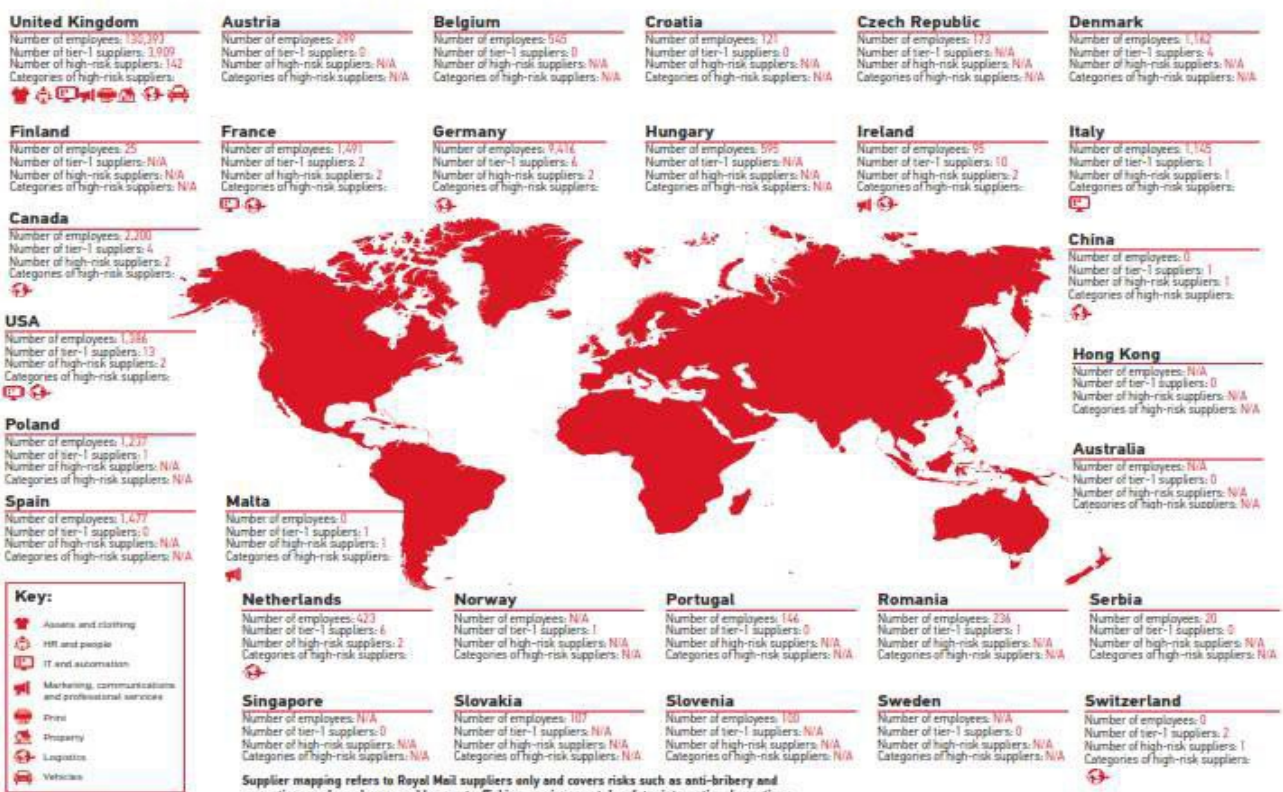 United Kingdom
Number of employees: 130,393
Number of tier-1 suppliers: 3,909
Number of high-risk suppliers: 142
Categories of high-risk suppliers:
Austria
Number of employees: 299
Number of tier-1 suppliers: 0
Number of high-risk suppliers: N/A
Categories of high-risk suppliers: N/A
Belgium
Number of employees: 545
Number of tier-1 suppliers: 0
Number of high-risk suppliers: N/A
Categories of high-risk suppliers: N/A
Croatia
Number of employees: 121
Number of tier-1 suppliers: 0
Number of high-risk suppliers: N/A
Categories of high-risk suppliers: N/A
Czech Republic
Number of employees: 173
Number of tier-1 suppliers: N/A
Number of high-risk suppliers: N/A
Categories of high-risk suppliers: N/A
Denmark
Number of employees: 1,162
Number of tier-1 suppliers: 4
Number of high-risk suppliers: N/A
Categories of high-risk suppliers: N/A
Finland
Number of employees: 25
Number of tier-1 suppliers: N/A
Number of high-risk suppliers: N/A
Categories of high-risk suppliers: N/A
France
Number of employees: 1,491
Number of tier-1 suppliers: 2
Number of high-risk suppliers: 2
Categories of high-risk suppliers:
Germany
Number of employees: 9,416
Number of tier-1 suppliers: 6
Number of high-risk suppliers: 2
Categories of high-risk suppliers:
Hungary
Number of employees: 595
Number of tier-1 suppliers: N/A
Number of high-risk suppliers: N/A
Categories of high-risk suppliers: N/A
Ireland
Number of employees: 95
Number of tier-1 suppliers: 10
Number of high-risk suppliers: 2
Categories of high-risk suppliers:
Italy
Number of employees: 1,145
Number of tier-1 suppliers: 1
Number of high-risk suppliers: 1
Categories of high-risk suppliers:
Canada
Number of employees: 2,200
Number of tier-1 suppliers: 4
Number of high-risk suppliers: 2
Categories of high-risk suppliers:
China
Number of employees: 0
Number of tier-1 suppliers: 1
Number of high-risk suppliers: 1
Categories of high-risk suppliers:
USA
Number of employees: 1,386
Number of tier-1 suppliers: 13
Number of high-risk suppliers: 2
Categories of high-risk suppliers:
Hong Kong
Number of employees: N/A
Number of tier-1 suppliers: 0
Number of high-risk suppliers: N/A
Categories of high-risk suppliers: N/A
Poland
Number of employees: 1,237
Number of tier-1 suppliers: 1
Number of high-risk suppliers: N/A
Categories of high-risk suppliers: N/A
Australia
Number of employees: N/A
Number of tier-1 suppliers: 0
Number of high-risk suppliers: N/A
Categories of high-risk suppliers: N/A
Spain
Number of employees: 1,477
Number of tier-1 suppliers: 0
Number of high-risk suppliers: N/A
Categories of high-risk suppliers: N/A
Malta
Number of employees: 0
Number of tier-1 suppliers: 1
Number of high-risk suppliers: 1
Categories of high-risk suppliers:
Key:
Assets and clothing
HR and people
IT and automation
Marketing, communications
and professional services
Print
Property
Logistics
Vehicles
Netherlands
Number of employees: 423
Number of tier-1 suppliers: 6
Number of high-risk suppliers: 2
Categories of high-risk suppliers:
Norway
Number of employees: N/A
Number of tier-1 suppliers: 1
Number of high-risk suppliers: N/A
Categories of high-risk suppliers: N/A
Portugal
Number of employees: 146
Number of tier-1 suppliers: 0
Number of high-risk suppliers: N/A
Categories of high-risk suppliers: N/A
Romania
Number of employees: 236
Number of tier-1 suppliers: 1
Number of high-risk suppliers: N/A
Categories of high-risk suppliers: N/A
Serbia
Number of employees: 20
Number of tier-1 suppliers: 0
Number of high-risk suppliers: N/A
Categories of high-risk suppliers: N/A
Singapore
Number of employees: N/A
Number of tier-1 suppliers: 0
Number of high-risk suppliers: N/A
Categories of high-risk suppliers: N/A
Slovakia
Number of employees: 107
Number of tier-1 suppliers: N/A
Number of high-risk suppliers: N/A
Categories of high-risk suppliers: N/A
Slovenia
Number of employees: 100
Number of tier-1 suppliers: N/A
Number of high-risk suppliers: N/A
Categories of high-risk suppliers: N/A
Sweden
Number of employees: N/A
Number of tier-1 suppliers: 0
Number of high-risk suppliers: N/A
Categories of high-risk suppliers: N/A
Switzerland
Number of employees: 0
Number of tier-1 suppliers: 2
Number of high-risk suppliers: 1
Categories of high-risk suppliers:
Supplier mapping refers to Royal Mail suppliers only and covers risks such as anti-bribery and